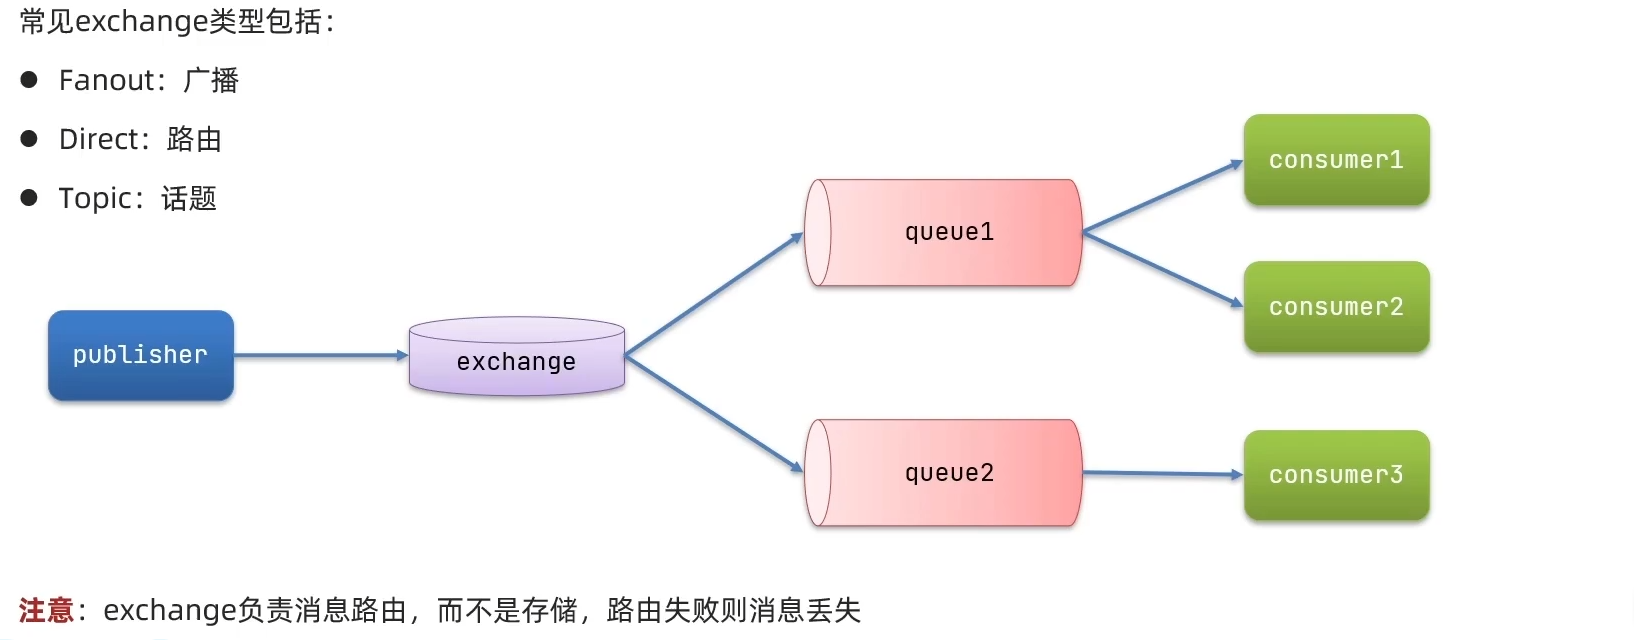 常见exchange类型包括：
● Fanout：广播
● Direct：路由
● Topic：话题
publisher
exchange
queue1
queue2
consumer1
consumer2
consumer3
注意：exchange负责消息路由，而不是存储，路由失败则消息丢失